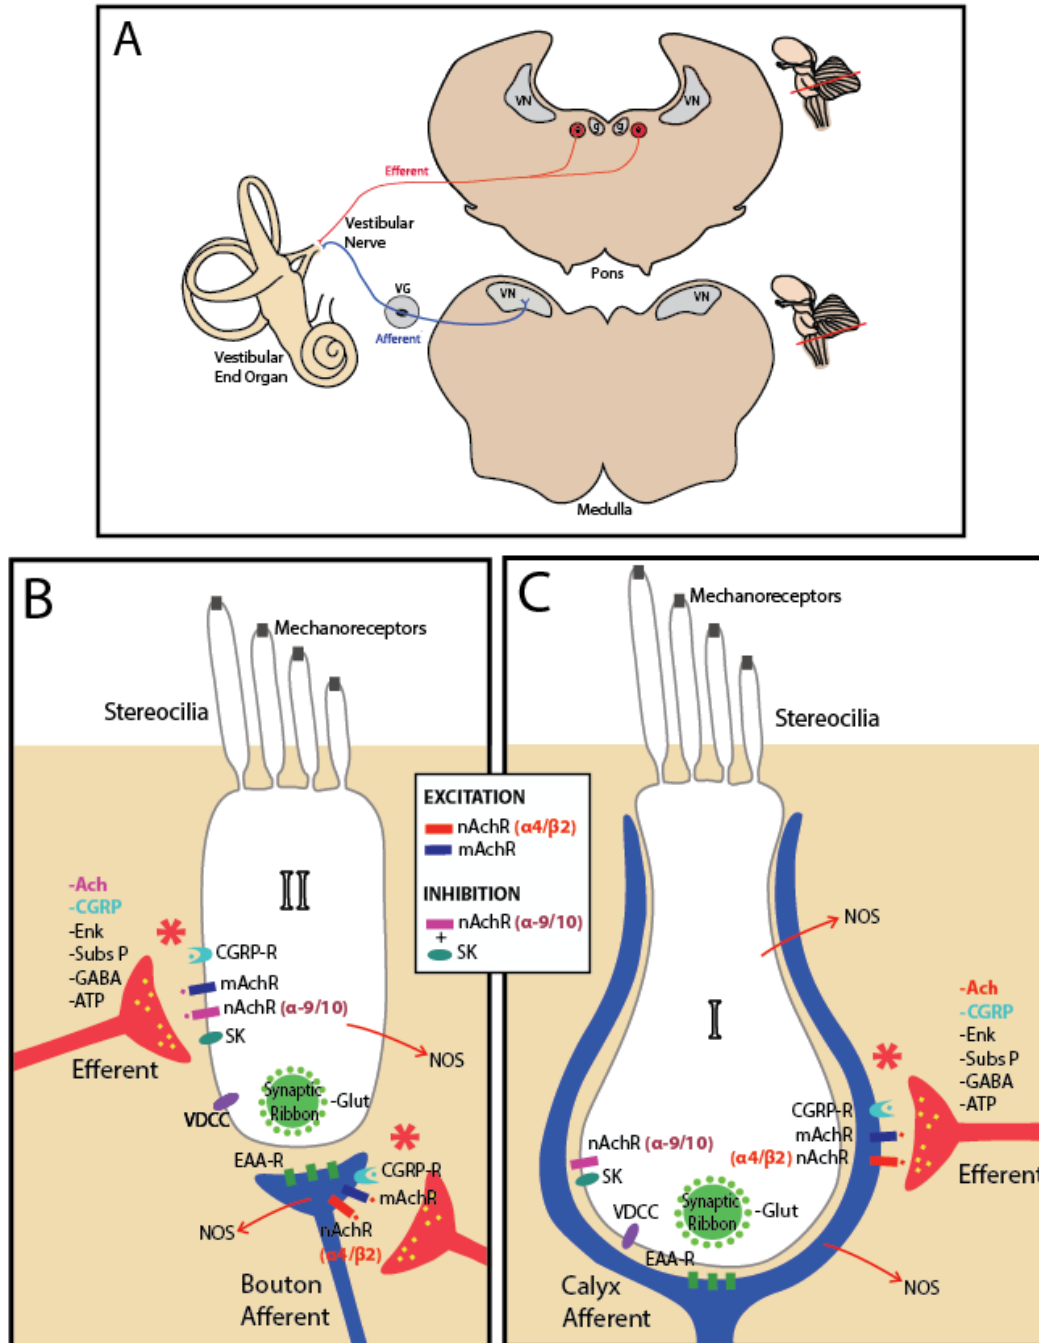 A
VN
VN
g
g
Efferent
Vestibular
Nerve
Pons
VG
VN
VN
Afferent
Vestibular
End Organ
Medulla
B
Mechanoreceptors
Stereocilia
II
-Ach
-CGRP
-Enk
-Subs P
-GABA
-ATP
CGRP-R
mAchR
nAchR (α-9/10)
SK
NOS
Efferent
VDCC
Synaptic
Ribbon
-Glut
EAA-R
CGRP-R
mAchR
NOS
nAchR
(α4/β2)
Bouton
Afferent
EXCITATION
nAchR (α4/β2)
mAchR
INHIBITION
nAchR (α-9/10)
+
SK
C
Mechanoreceptors
Stereocilia
NOS
I
-Ach
-CGRP
-Enk
-Subs P
-GABA
-ATP
CGRP-R
mAchR
(α4/β2) nAchR
Efferent
nAchR (α-9/10)
SK
VDCC
Synaptic
Ribbon
-Glut
EAA-R
NOS
Calyx
Afferent